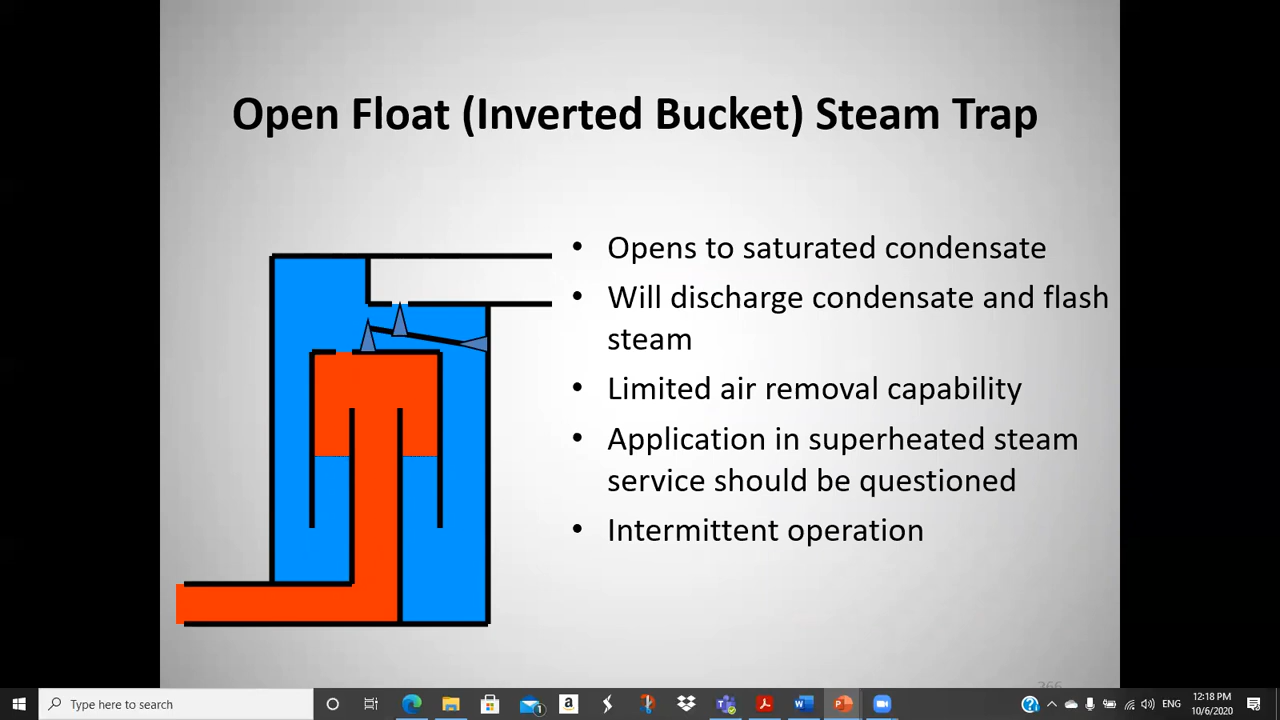 Open Float (Inverted Bucket) Steam Trap
• Opens to saturated condensate
• Will discharge condensate and flash
steam
• Limited air removal capability
• Application in superheated steam
service should be questioned
• Intermittent operation
366
Type here to search
ENG
12:18 PM
10/6/2020